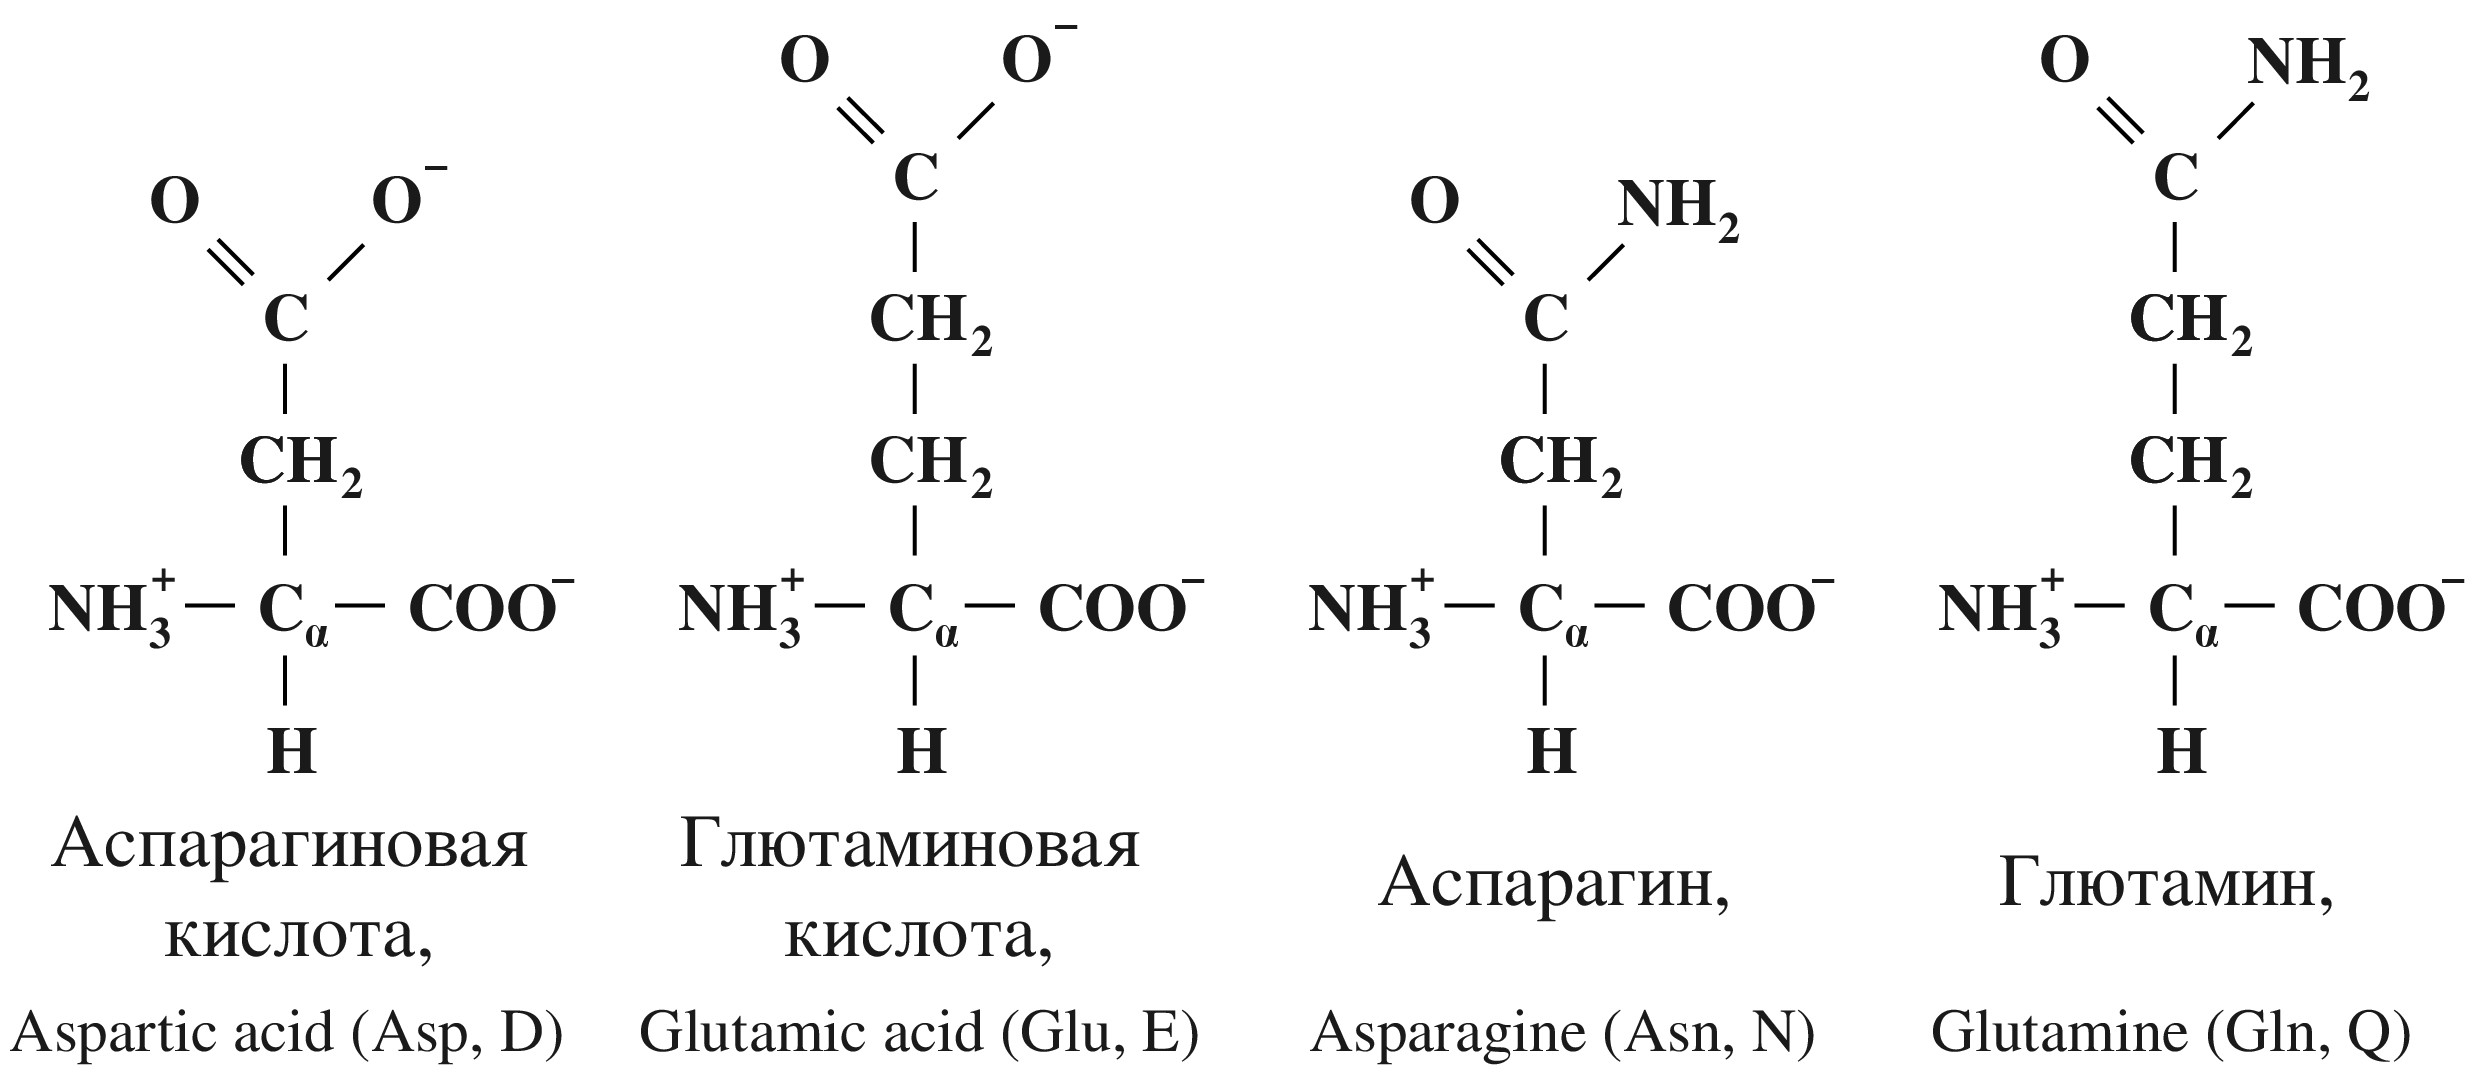 O O⁻ O NH₂
O O⁻ C O NH₂ C
C CH₂ C CH₂
CH₂ CH₂ CH₂ CH₂
NH₃⁺ — Cα — COO⁻ NH₃⁺ — Cα — COO⁻ NH₃⁺ — Cα — COO⁻ NH₃⁺ — Cα — COO⁻
H H H H
Аспарагиновая
кислота,
Aspartic acid (Asp, D)
Глютаминовая
кислота,
Glutamic acid (Glu, E)
Аспарагин,
Asparagine (Asn, N)
Глютамин,
Glutamine (Gln, Q)